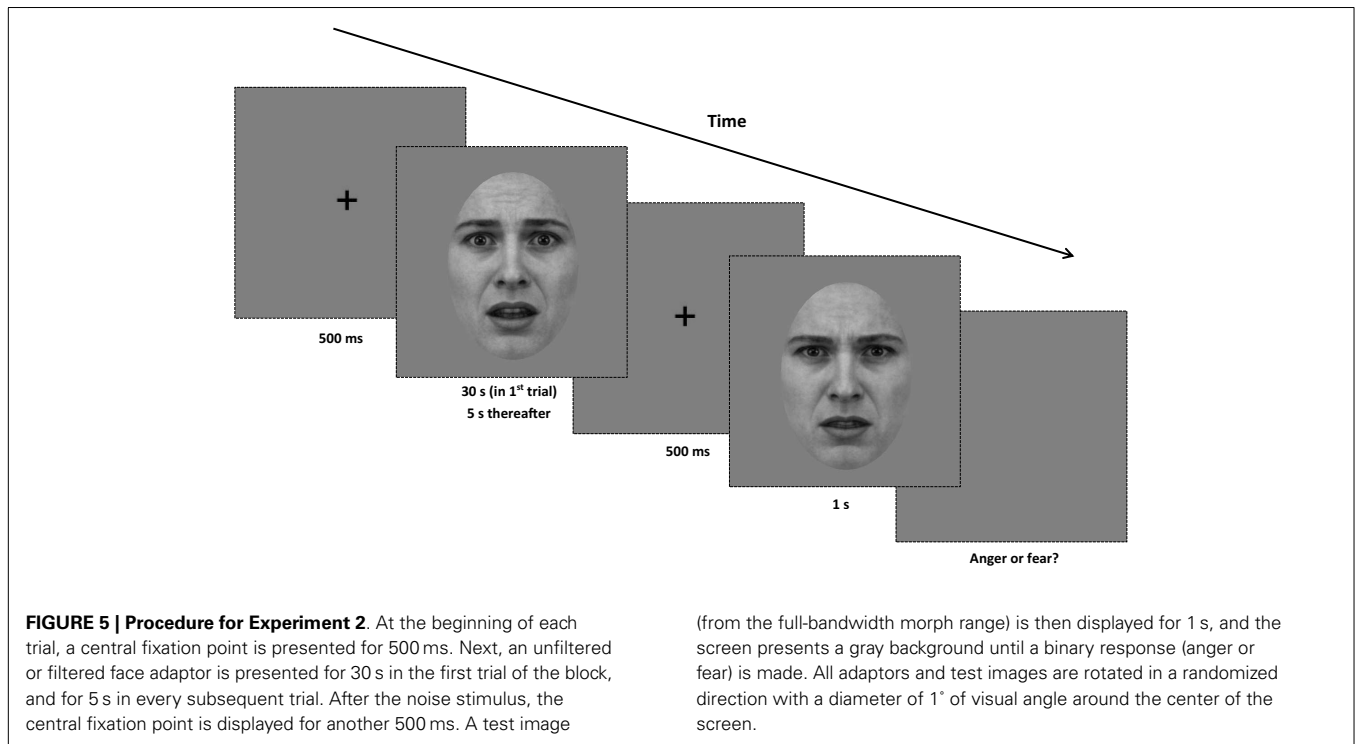 Time
+
+
500 ms
30 s (in 1st trial)
5 s thereafter
500 ms
1 s
Anger or fear?
FIGURE 5 | Procedure for Experiment 2. At the beginning of each
trial, a central fixation point is presented for 500 ms. Next, an unfiltered
or filtered face adaptor is presented for 30 s in the first trial of the block,
and for 5 s in every subsequent trial. After the noise stimulus, the
central fixation point is displayed for another 500 ms. A test image
(from the full-bandwidth morph range) is then displayed for 1 s, and the
screen presents a gray background until a binary response (anger or
fear) is made. All adaptors and test images are rotated in a randomized
direction with a diameter of 1° of visual angle around the center of the
screen.